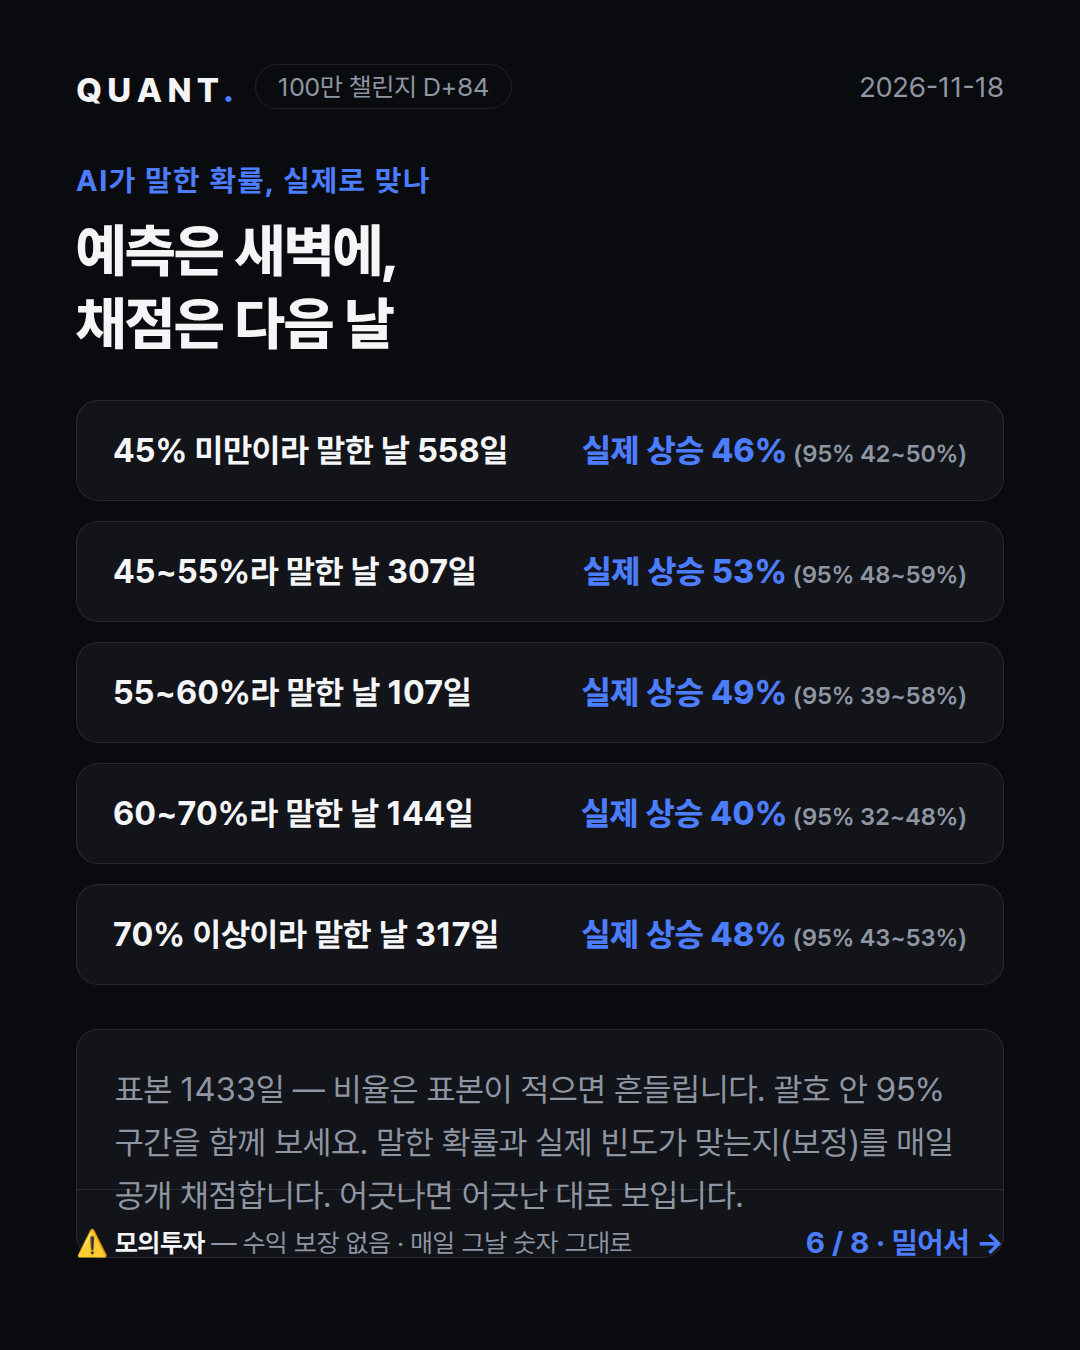 QUANT. 100만 챌린지 D+84 2026-11-18
AI가 말한 확률, 실제로 맞나
예측은 새벽에,
채점은 다음 날
45% 미만이라 말한 날 558일 실제 상승 46% (95% 42~50%)
45~55%라 말한 날 307일 실제 상승 53% (95% 48~59%)
55~60%라 말한 날 107일 실제 상승 49% (95% 39~58%)
60~70%라 말한 날 144일 실제 상승 40% (95% 32~48%)
70% 이상이라 말한 날 317일 실제 상승 48% (95% 43~53%)
표본 1433일 — 비율은 표본이 적으면 흔들립니다. 괄호 안 95%
구간을 함께 보세요. 말한 확률과 실제 빈도가 맞는지(보정)를 매일
공개 채점합니다. 어긋나면 어긋난 대로 보입니다.
⚠️ 모의투자 — 수익 보장 없음 · 매일 그날 숫자 그대로 6 / 8 · 밀어서 →